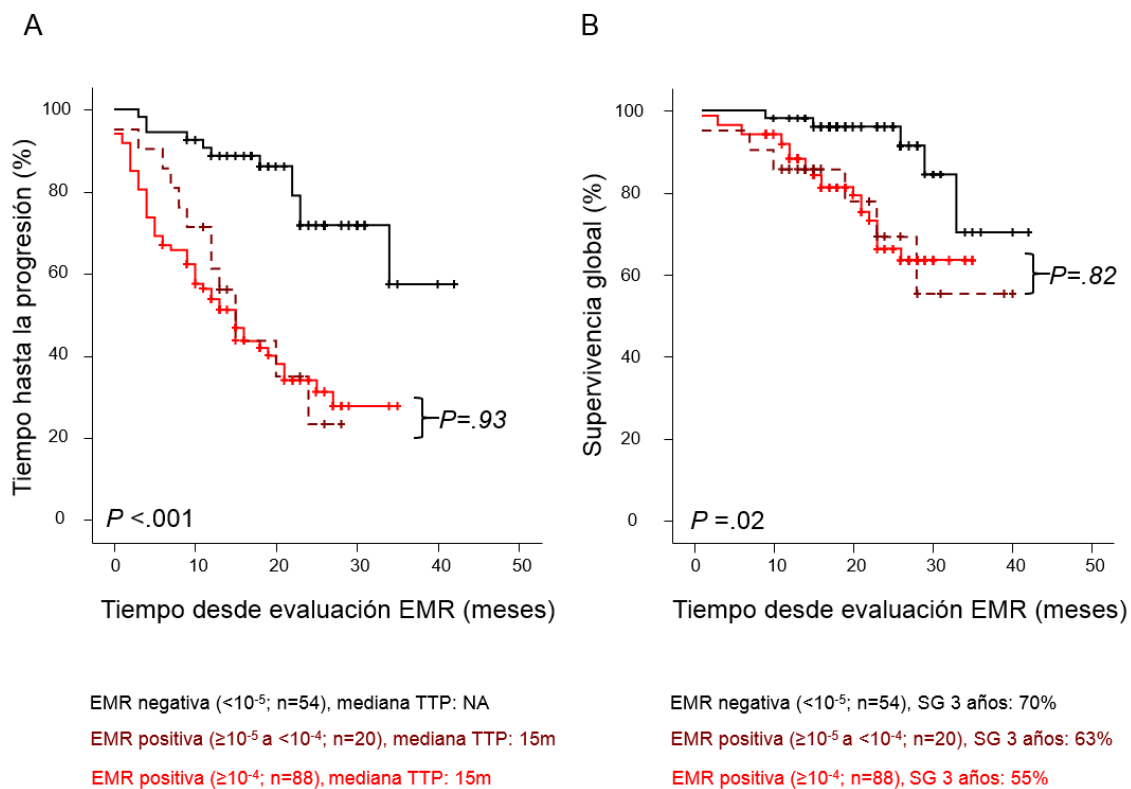 A
B
Tiempo hasta la progresión (%)
100
80
60
40
20
0
P=.93
P <.001
0 10 20 30 40 50
Tiempo desde evaluación EMR (meses)
Supervivencia global (%)
100
80
60
40
20
0
P=.82
P =.02
0 10 20 30 40 50
Tiempo desde evaluación EMR (meses)
EMR negativa (<10⁻⁵; n=54), mediana TTP: NA
EMR positiva (≥10⁻⁵ a <10⁻⁴; n=20), mediana TTP: 15m
EMR positiva (≥10⁻⁴; n=88), mediana TTP: 15m
EMR negativa (<10⁻⁵; n=54), SG 3 años: 70%
EMR positiva (≥10⁻⁵ a <10⁻⁴; n=20), SG 3 años: 63%
EMR positiva (≥10⁻⁴; n=88), SG 3 años: 55%